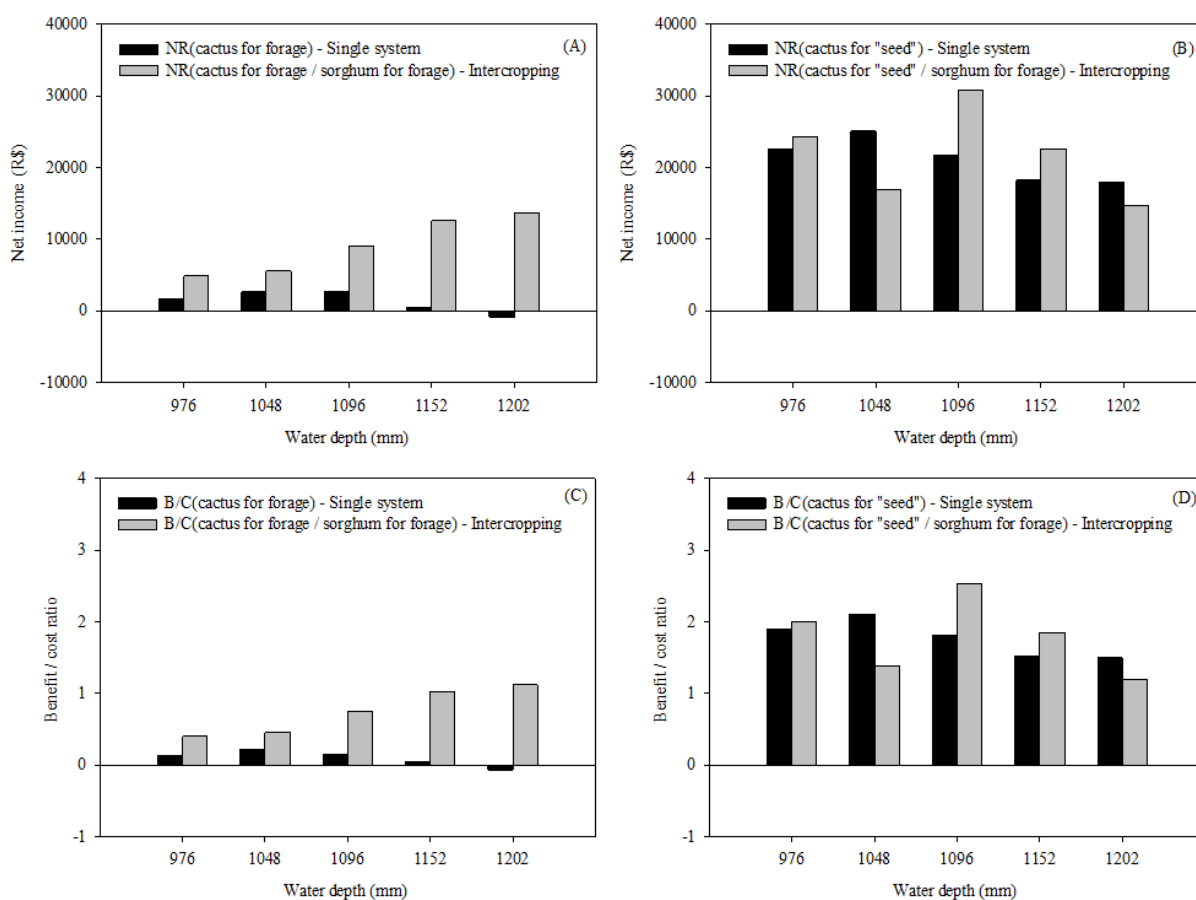 40000
30000
20000
10000
0
-10000
Net income (R$)
NR(cactus for forage) - Single system
NR(cactus for forage / sorghum for forage) - Intercropping
(A)
976 1048 1096 1152 1202
Water depth (mm)
40000
30000
20000
10000
0
-10000
Net income (R$)
NR(cactus for "seed") - Single system
NR(cactus for "seed" / sorghum for forage) - Intercropping
(B)
976 1048 1096 1152 1202
Water depth (mm)
4
3
2
1
0
-1
Benefit / cost ratio
B/C(cactus for forage) - Single system
B/C(cactus for forage / sorghum for forage) - Intercropping
(C)
976 1048 1096 1152 1202
Water depth (mm)
4
3
2
1
0
-1
Benefit / cost ratio
B/C(cactus for "seed") - Single system
B/C(cactus for "seed" / sorghum for forage) - Intercropping
(D)
976 1048 1096 1152 1202
Water depth (mm)